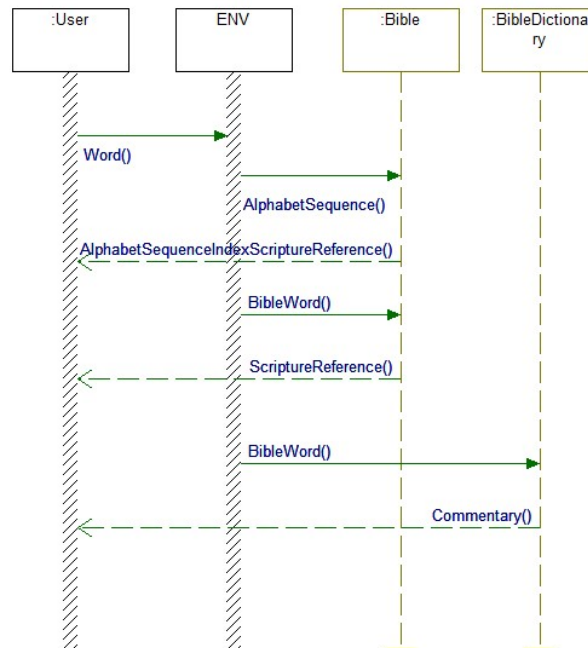 :User
ENV
:Bible
:BibleDictiona
ry
Word()
AlphabetSequence()
AlphabetSequenceIndexScriptureReference()
BibleWord()
ScriptureReference()
BibleWord()
Commentary()